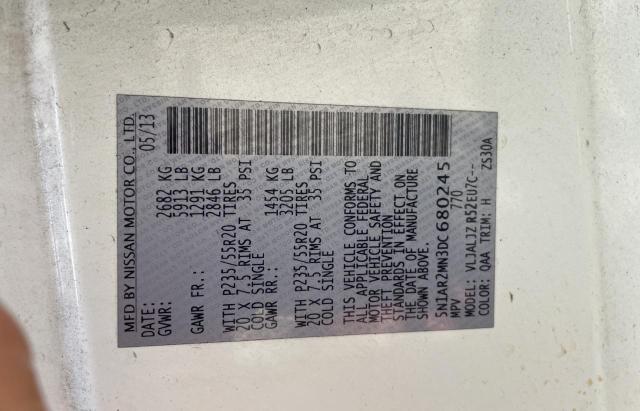 MFD BY NISSAN MOTOR CO., LTD.
DATE: 05/13
GVWR: 2682 KG
5913 LB
GAWR FR.: 1291 KG
2846 LB
WITH P235/55R20 TIRES
20 X 7.5 RIMS AT 35 PSI
COLD SINGLE
GAWR RR.: 1454 KG
3205 LB
WITH P235/55R20 TIRES
20 X 7.5 RIMS AT 35 PSI
COLD SINGLE
THIS VEHICLE CONFORMS TO
ALL APPLICABLE FEDERAL
MOTOR VEHICLE SAFETY AND
THEFT PREVENTION
STANDARDS IN EFFECT ON
THE DATE OF MANUFACTURE
SHOWN ABOVE.
5N1AR2MN3DC680245
MPV 770
MODEL: VLJALJZ R52EU7C--
COLOR: QAA TRIM: H ZS30A